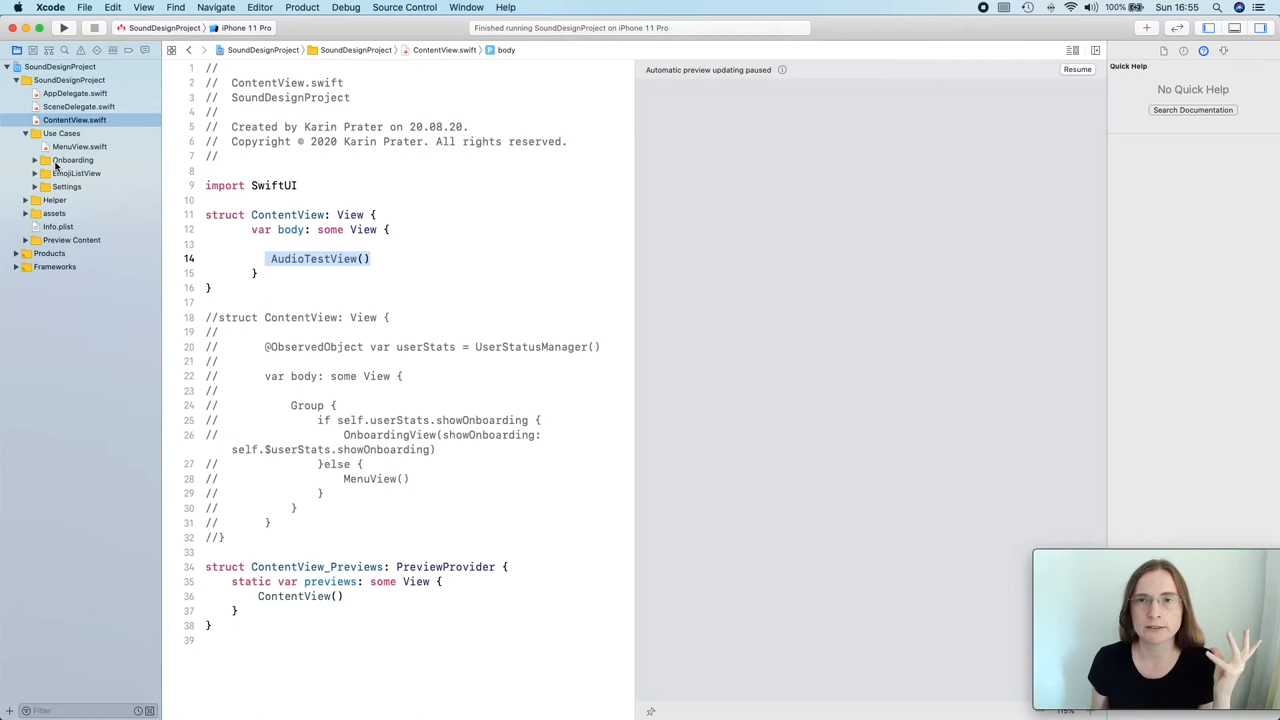 Xcode File Edit View Find Navigate Editor Product Debug Source Control Window Help 100% Sun 16:55
SoundDesignProject iPhone 11 Pro Finished running SoundDesignProject on iPhone 11 Pro
SoundDesignProject SoundDesignProject ContentView.swift body
SoundDesignProject
SoundDesignProject
AppDelegate.swift
SceneDelegate.swift
ContentView.swift
Use Cases
MenuView.swift
Onboarding
EmojiListView
Settings
Helper
assets
Info.plist
Preview Content
Products
Frameworks
Filter
1 //
2 // ContentView.swift
3 // SoundDesignProject
4 //
5 // Created by Karin Prater on 20.08.20.
6 // Copyright © 2020 Karin Prater. All rights reserved.
7 //
8
9 import SwiftUI
10
11 struct ContentView: View {
12 var body: some View {
13
14 AudioTestView()
15 }
16 }
17
18 //struct ContentView: View {
19 //
20 // @ObservedObject var userStats = UserStatusManager()
21 //
22 // var body: some View {
23 //
24 // Group {
25 // if self.userStats.showOnboarding {
26 // OnboardingView(showOnboarding:
self.$userStats.showOnboarding)
27 // }else {
28 // MenuView()
29 // }
30 // }
31 // }
32 //}
33
34 struct ContentView_Previews: PreviewProvider {
35 static var previews: some View {
36 ContentView()
37 }
38 }
39
Automatic preview updating paused
Resume
Quick Help
No Quick Help
Search Documentation